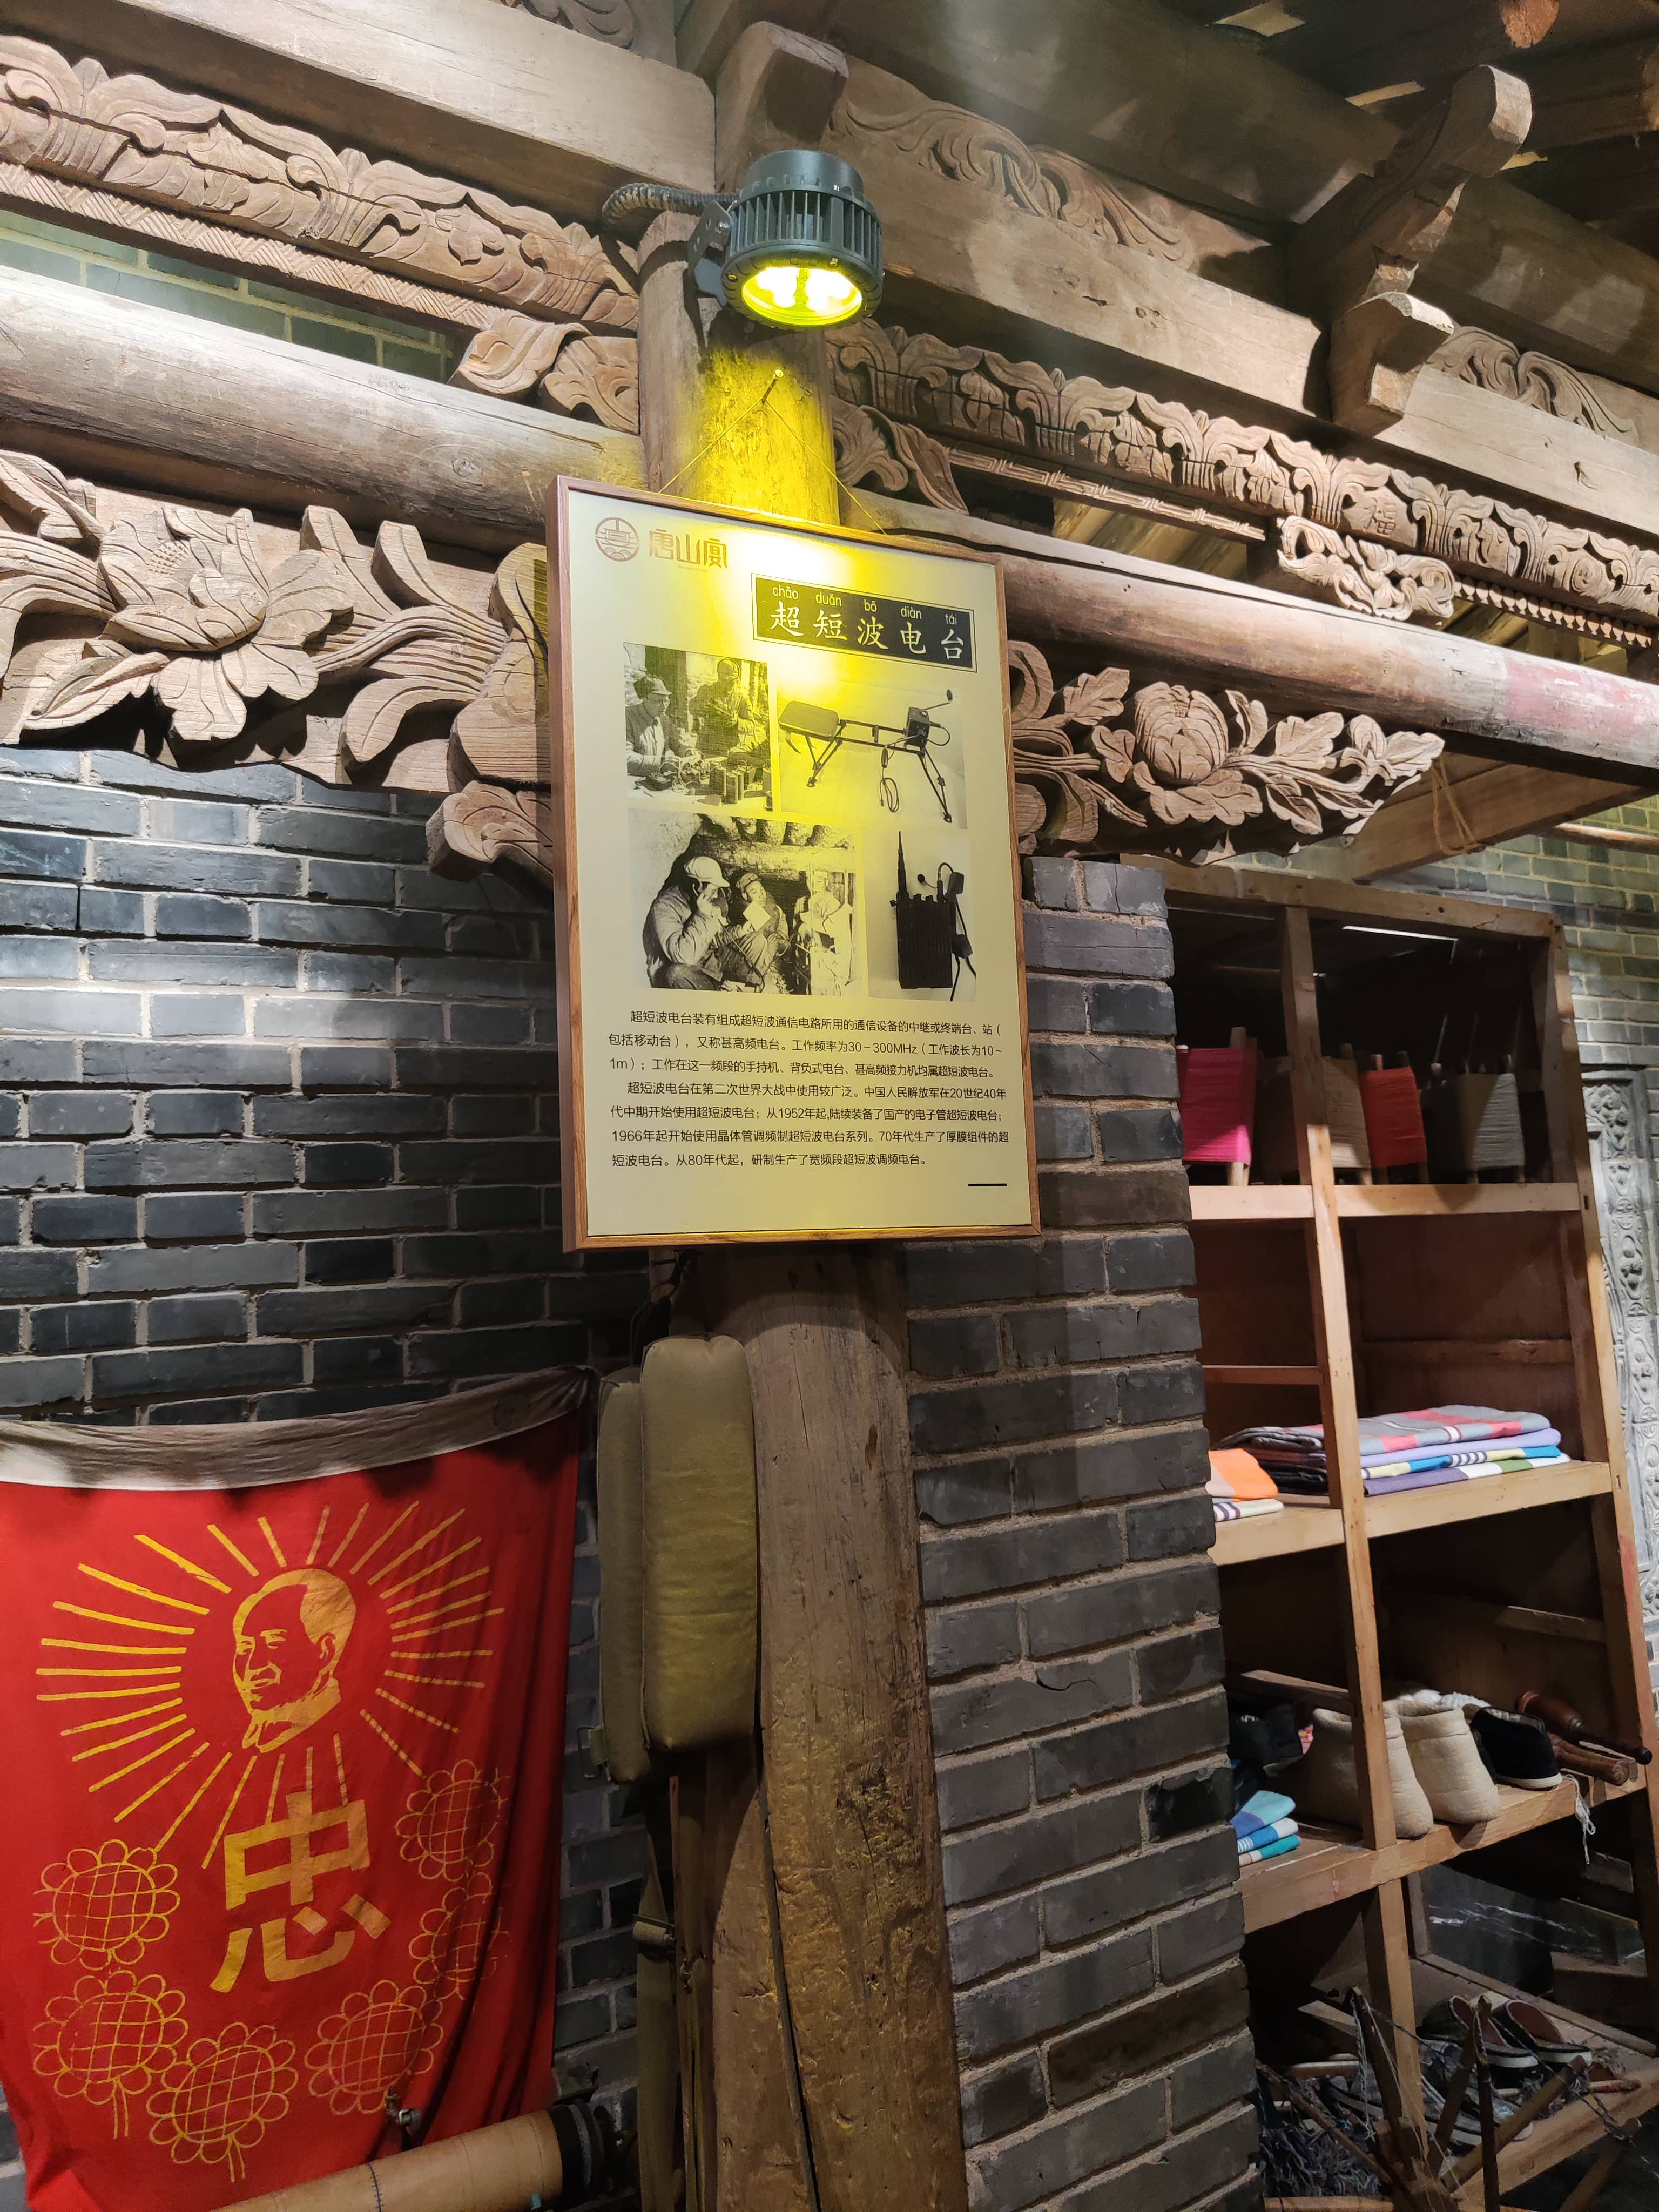 唐山宴
chāo duǎn bō diàn tái
超短波电台
超短波电台装有组成超短波通信电路所用的通信设备的中继或终端台、站(
包括移动台),又称甚高频电台。工作频率为30~300MHz(工作波长为10~
1m);工作在这一频段的手持机、背负式电台、甚高频接力机均属超短波电台。
超短波电台在第二次世界大战中使用较广泛。中国人民解放军在20世纪40年
代中期开始使用超短波电台;从1952年起,陆续装备了国产的电子管超短波电台;
1966年起开始使用晶体管调频制超短波电台系列。70年代生产了厚膜组件的超
短波电台。从80年代起,研制生产了宽频段超短波调频电台。
福
忠